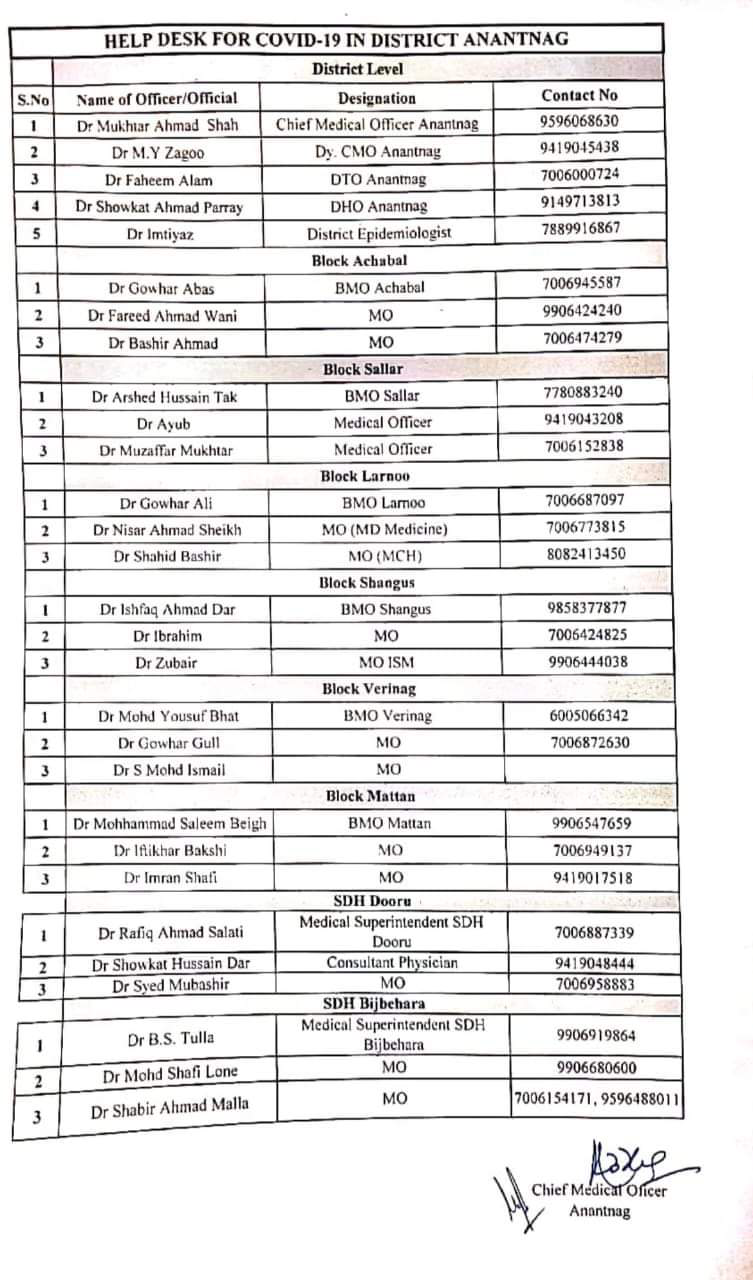 HELP DESK FOR COVID-19 IN DISTRICT ANANTNAG
District Level
S.No Name of Officer/Official Designation Contact No
1 Dr Mukhtar Ahmad Shah Chief Medical Officer Anantnag 9596068630
2 Dr M.Y Zagoo Dy. CMO Anantnag 9419045438
3 Dr Faheem Alam DTO Anantnag 7006000724
4 Dr Showkat Ahmad Parray DHO Anantnag 9149713813
5 Dr Imtiyaz District Epidemiologist 7889916867
Block Achabal
1 Dr Gowhar Abas BMO Achabal 7006945587
2 Dr Fareed Ahmad Wani MO 9906424240
3 Dr Bashir Ahmad MO 7006474279
Block Sallar
1 Dr Arshed Hussain Tak BMO Sallar 7780883240
2 Dr Ayub Medical Officer 9419043208
3 Dr Muzaffar Mukhtar Medical Officer 7006152838
Block Larnoo
1 Dr Gowhar Ali BMO Larnoo 7006687097
2 Dr Nisar Ahmad Sheikh MO (MD Medicine) 7006773815
3 Dr Shahid Bashir MO (MCH) 8082413450
Block Shangus
1 Dr Ishfaq Ahmad Dar BMO Shangus 9858377877
2 Dr Ibrahim MO 7006424825
3 Dr Zubair MO ISM 9906444038
Block Verinag
1 Dr Mohd Yousuf Bhat BMO Verinag 6005066342
2 Dr Gowhar Gull MO 7006872630
3 Dr S Mohd Ismail MO
Block Mattan
1 Dr Mohhammad Saleem Beigh BMO Mattan 9906547659
2 Dr Iftikhar Bakshi MO 7006949137
3 Dr Imran Shafi MO 9419017518
SDH Dooru
1 Dr Rafiq Ahmad Salati Medical Superintendent SDH Dooru 7006887339
2 Dr Showkat Hussain Dar Consultant Physician 9419048444
3 Dr Syed Mubashir MO 7006958883
SDH Bijbehara
1 Dr B.S. Tulla Medical Superintendent SDH Bijbehara 9906919864
2 Dr Mohd Shafi Lone MO 9906680600
3 Dr Shabir Ahmad Malla MO 7006154171, 9596488011
Chief Medical Oficer
Anantnag